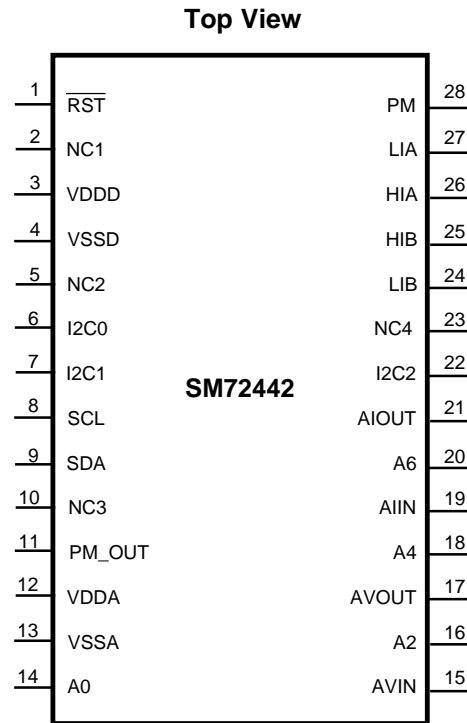 Top View
1 RST PM 28
2 NC1 LIA 27
3 VDDD HIA 26
4 VSSD HIB 25
5 NC2 LIB 24
6 I2C0 NC4 23
7 I2C1 I2C2 22
SM72442
8 SCL AIOUT 21
9 SDA A6 20
10 NC3 AIIN 19
11 PM_OUT A4 18
12 VDDA AVOUT 17
13 VSSA A2 16
14 A0 AVIN 15